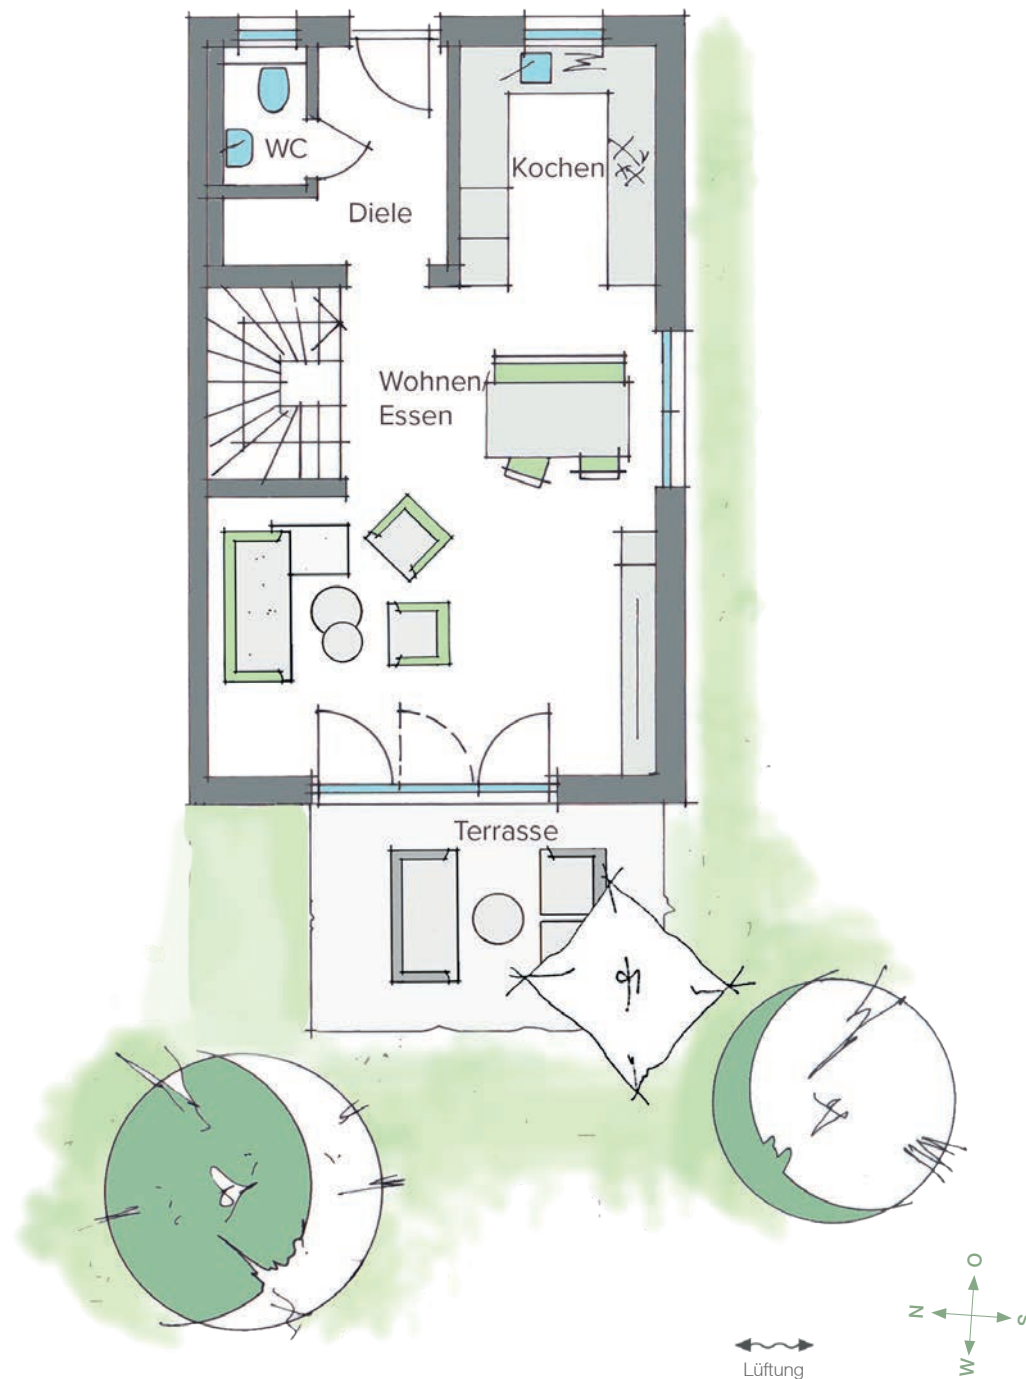 WC
Kochen
Diele
Wohnen/
Essen
Terrasse
O
N
S
W
Lüftung